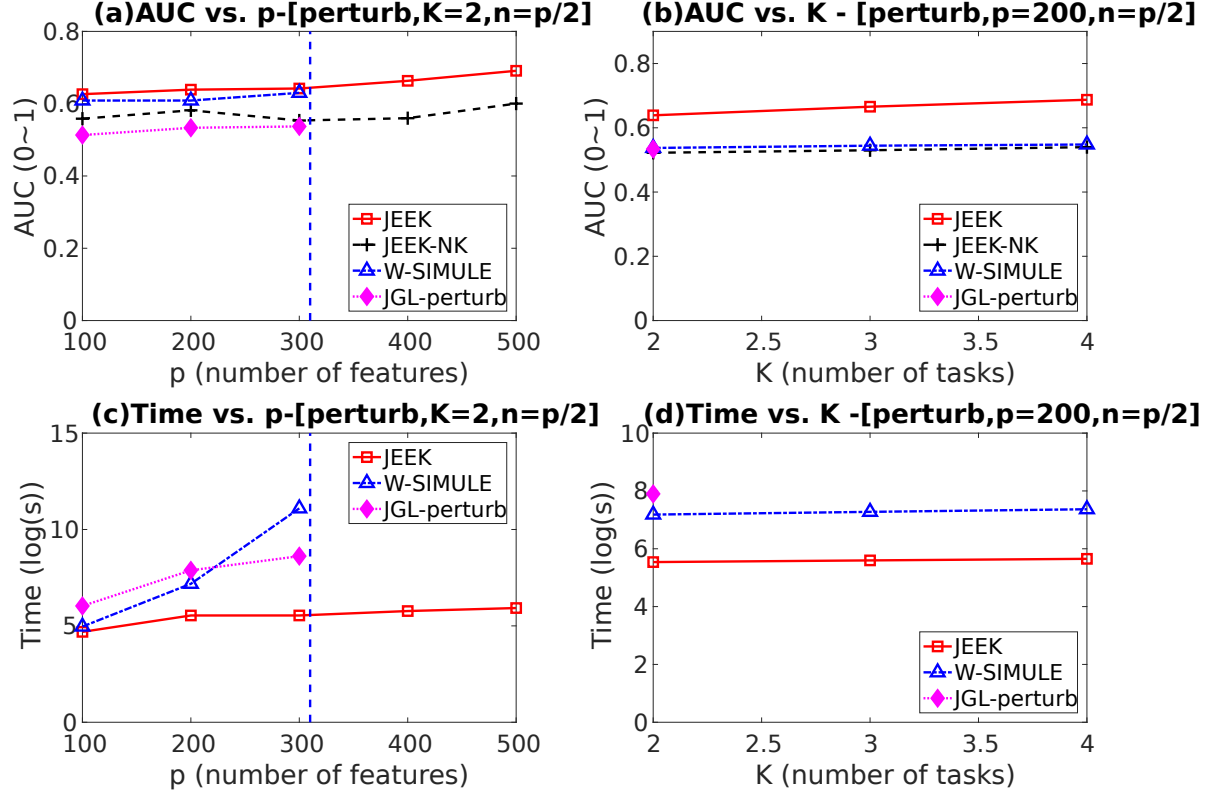 (a)AUC vs. p-[perturb,K=2,n=p/2]
AUC (0~1)
0.8
0.6
0.4
0.2
0
100 200 300 400 500
p (number of features)
JEEK
JEEK-NK
W-SIMULE
JGL-perturb
(b)AUC vs. K - [perturb,p=200,n=p/2]
AUC (0~1)
0.8
0.6
0.4
0.2
0
2 2.5 3 3.5 4
K (number of tasks)
JEEK
JEEK-NK
W-SIMULE
JGL-perturb
(c)Time vs. p-[perturb,K=2,n=p/2]
Time (log(s))
15
10
5
0
100 200 300 400 500
p (number of features)
JEEK
W-SIMULE
JGL-perturb
(d)Time vs. K -[perturb,p=200,n=p/2]
Time (log(s))
10
8
6
4
2
0
2 2.5 3 3.5 4
K (number of tasks)
JEEK
W-SIMULE
JGL-perturb